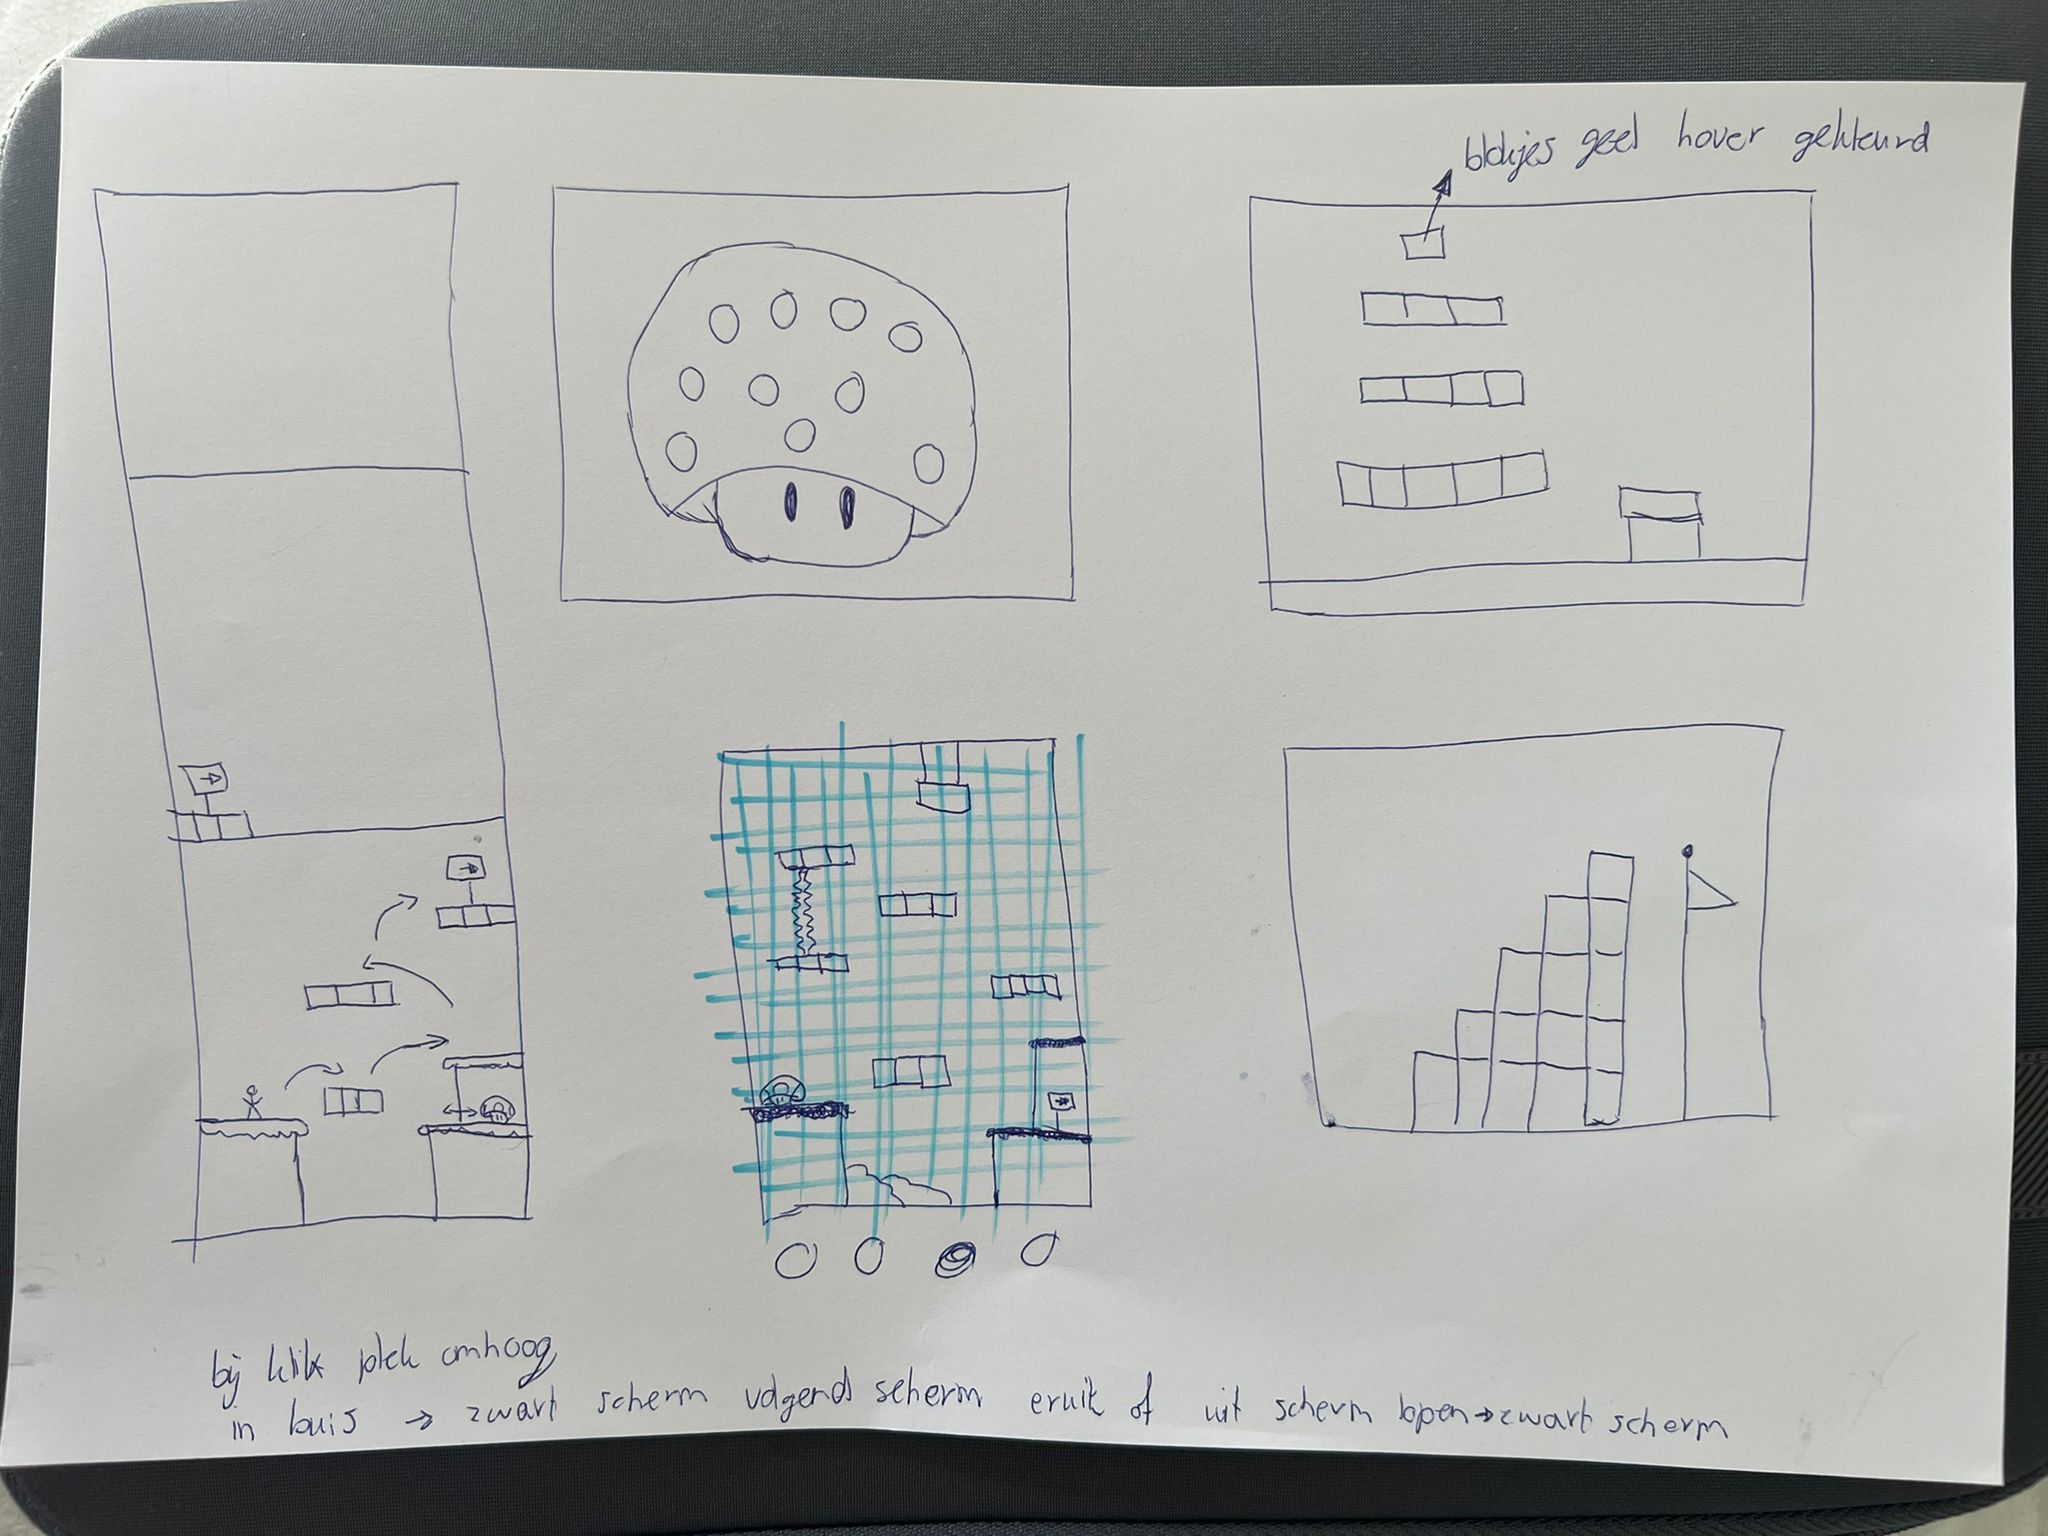 blokjes geel hover gekleurd
bij klik plek omhoog
in buis → zwart scherm volgend scherm eruit of uit scherm lopen → zwart scherm